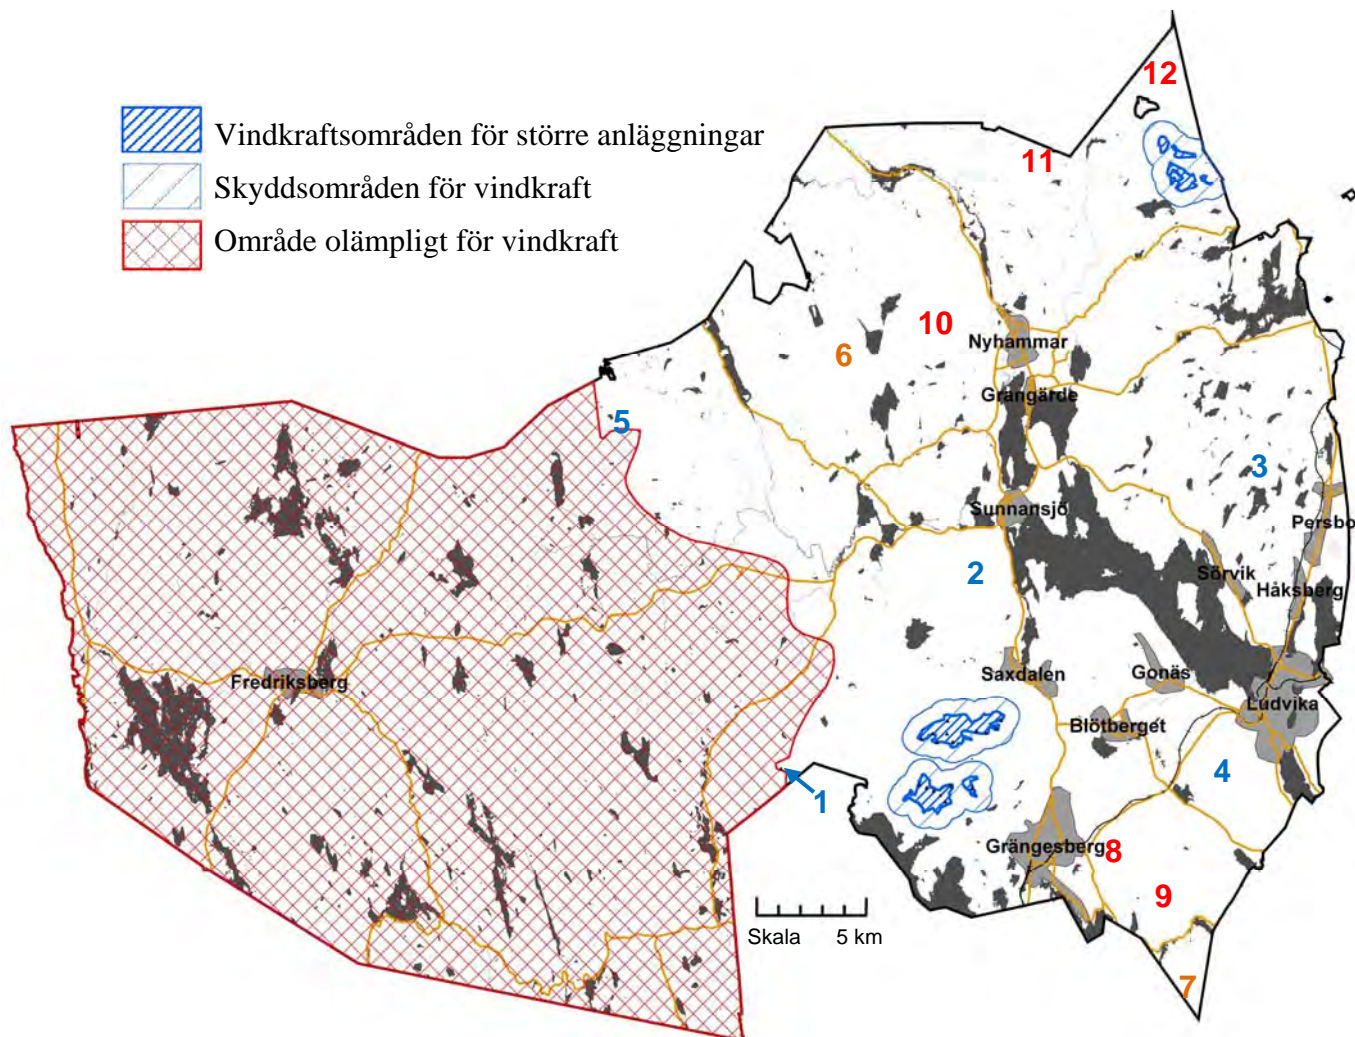 12
Vindkraftsområden för större anläggningar
11
Skyddsområden för vindkraft
Område olämpligt för vindkraft
10
Nyhammar
6
Grangärde
5
3
Sunnansjö
Persbo
2
Sörvik
Håksberg
Fredriksberg
Saxdalen
Gonäs
Ludvika
Blötberget
4
1
Grängesberg
8
9
Skala 5 km
7